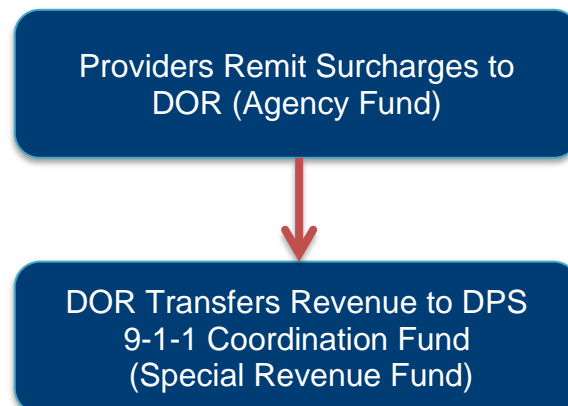 Providers Remit Surcharges to
DOR (Agency Fund)
DOR Transfers Revenue to DPS
9-1-1 Coordination Fund
(Special Revenue Fund)